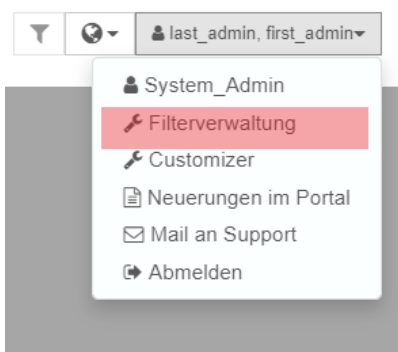 last_admin, first_admin
System_Admin
Filterverwaltung
Customizer
Neuerungen im Portal
Mail an Support
Abmelden